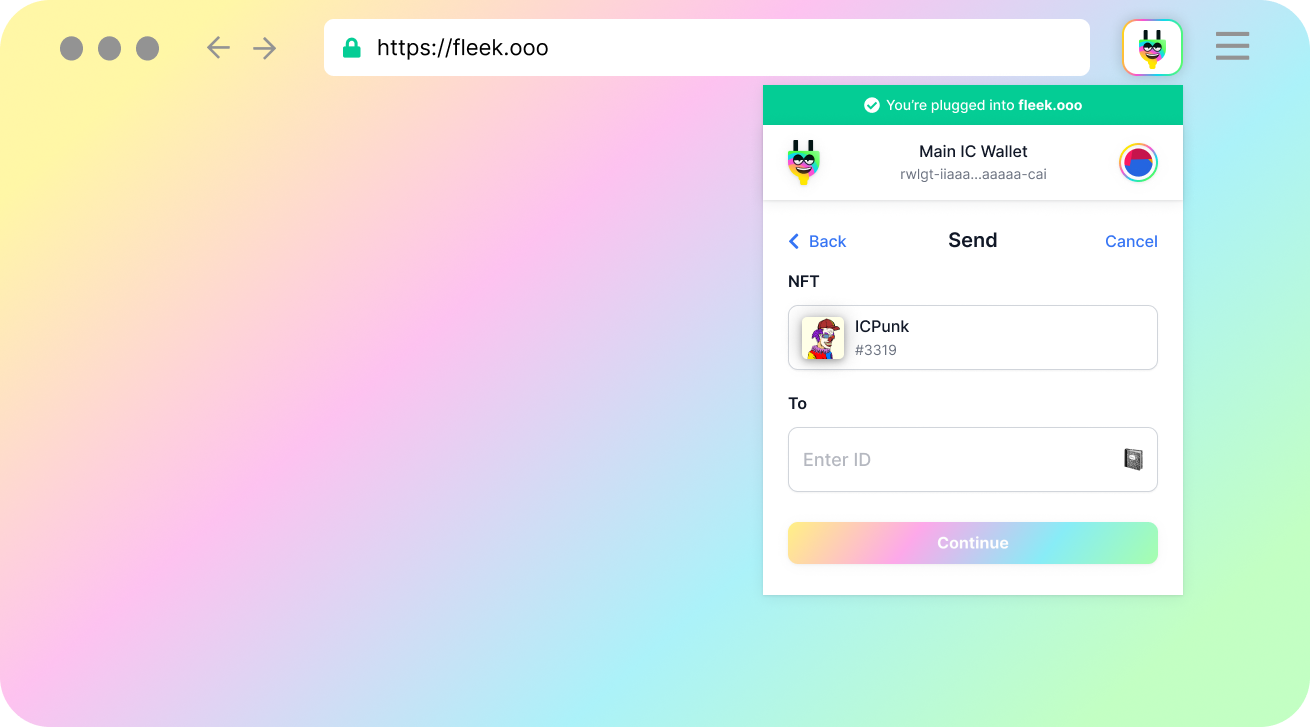 https://fleek.ooo
You're plugged into fleek.ooo
Main IC Wallet
rwlgt-iiaaa...aaaaa-cai
Back
Send
Cancel
NFT
ICPunk
#3319
To
Enter ID
Continue